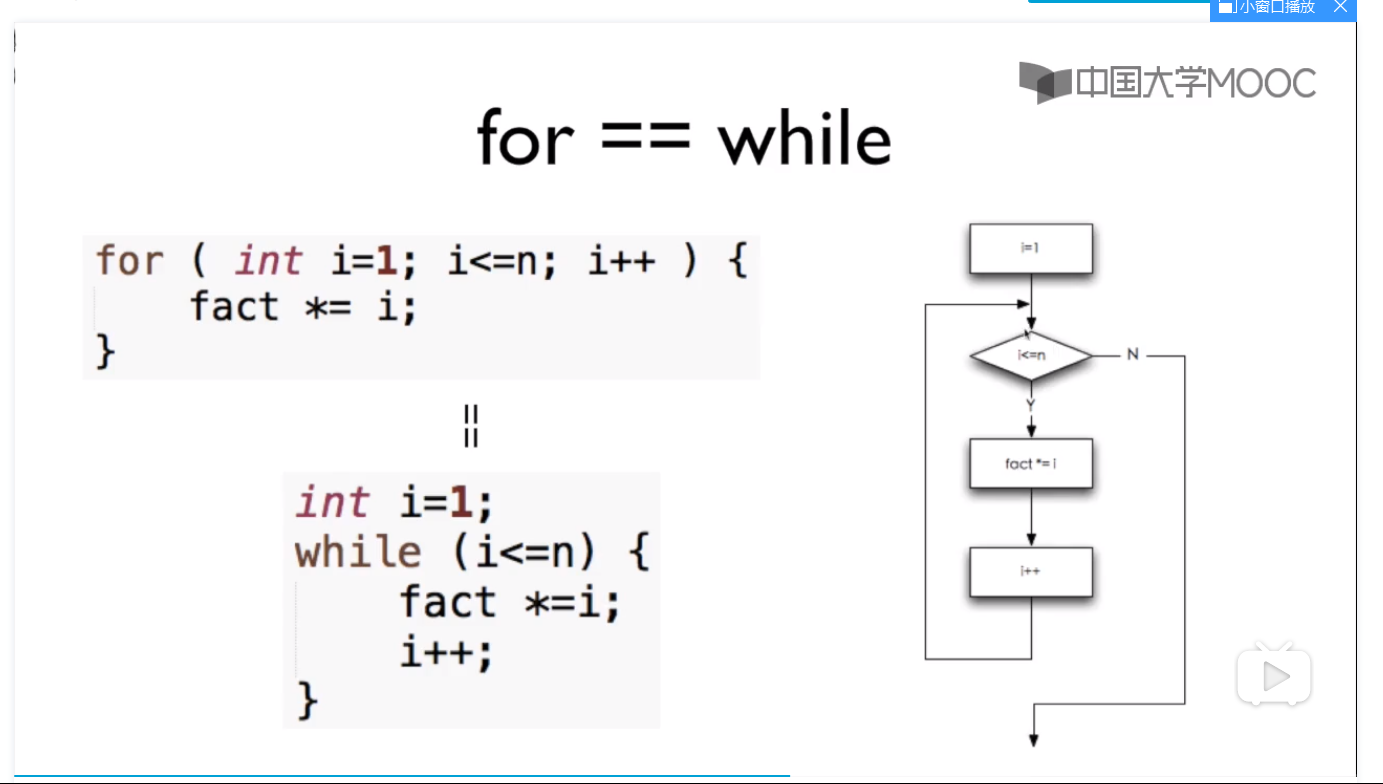 小窗口播放
中国大学MOOC
for == while
for ( int i=1; i<=n; i++ ) {
    fact *= i;
}
==
int i=1;
while (i<=n) {
    fact *=i;
    i++;
}
i=1
i<=n
N
Y
fact *= i
i++